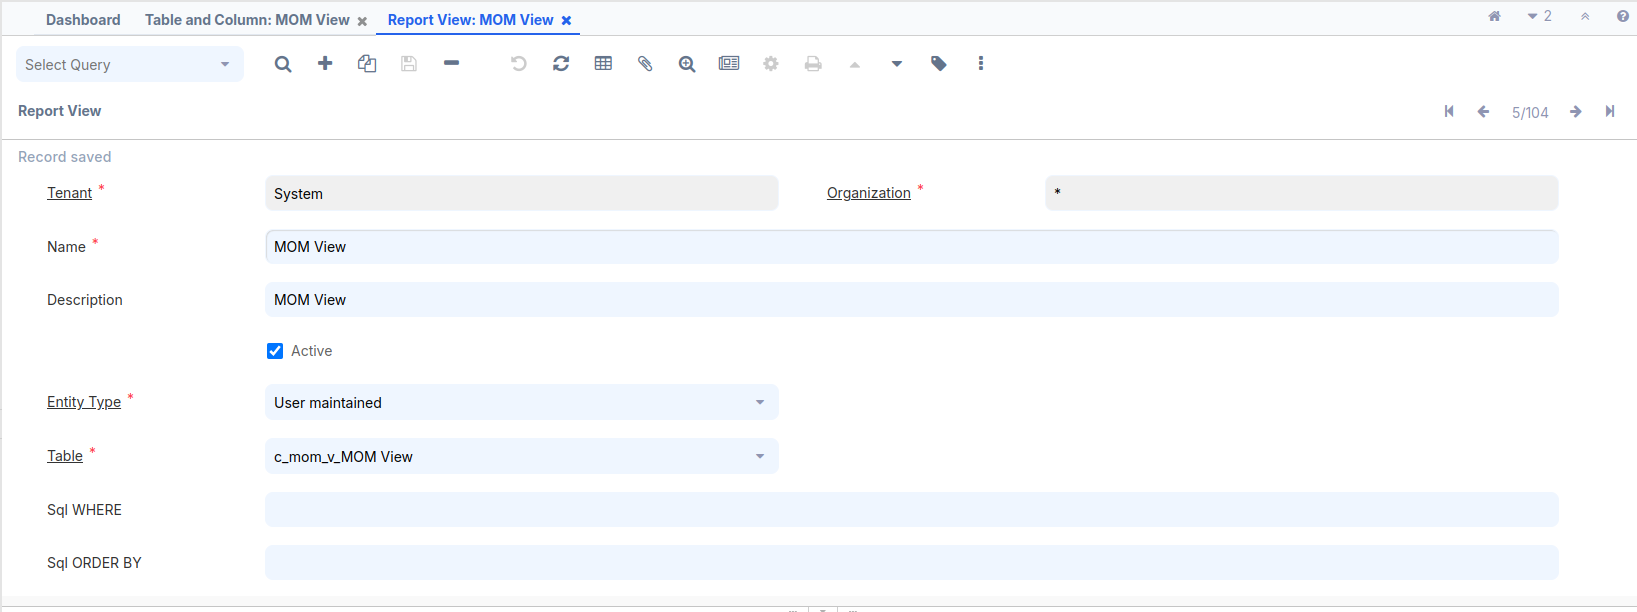 Dashboard Table and Column: MOM View Report View: MOM View 2
Select Query
Report View 5/104
Record saved
Tenant * System Organization * *
Name * MOM View
Description MOM View
Active
Entity Type * User maintained
Table * c_mom_v_MOM View
Sql WHERE
Sql ORDER BY